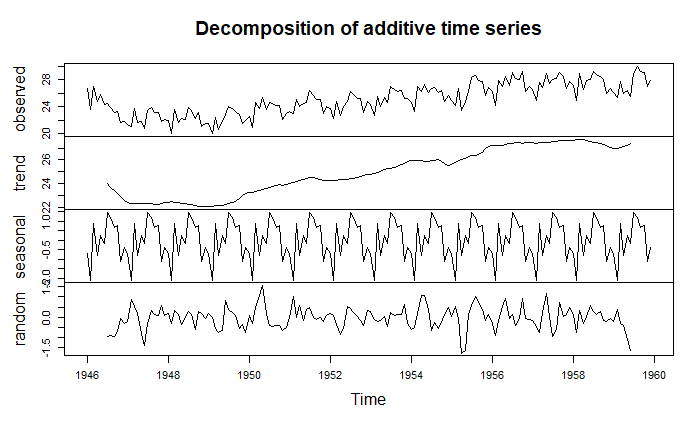 Decomposition of additive time series
observed
20 24 28
trend
22 24 26
seasonal
-2.0 -0.5 1.0
random
-1.5 0.0 1.5
1946 1948 1950 1952 1954 1956 1958 1960
Time